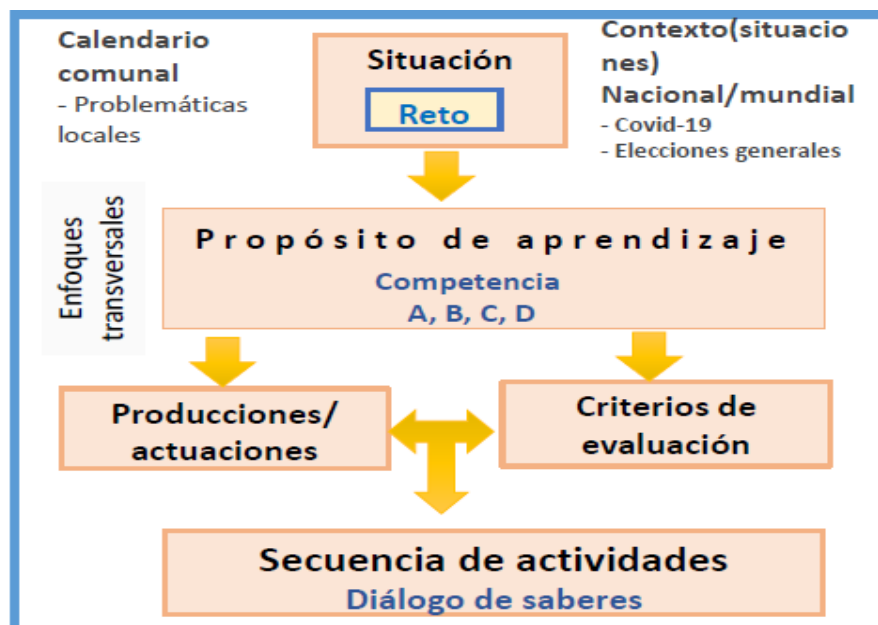 Calendario
comunal
- Problemáticas
locales
Situación
Reto
Contexto(situacio
nes)
Nacional/mundial
- Covid-19
- Elecciones generales
Enfoques
transversales
Propósito de aprendizaje
Competencia
A, B, C, D
Producciones/
actuaciones
Criterios de
evaluación
Secuencia de actividades
Diálogo de saberes